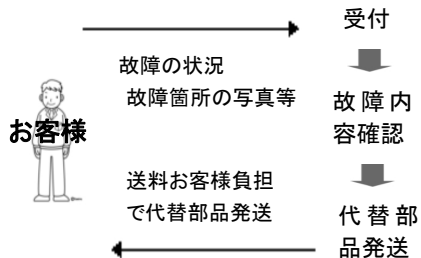 受付
故障の状況
故障箇所の写真等
故障内
容確認
お客様
送料お客様負担
で代替部品発送
代替部
品発送